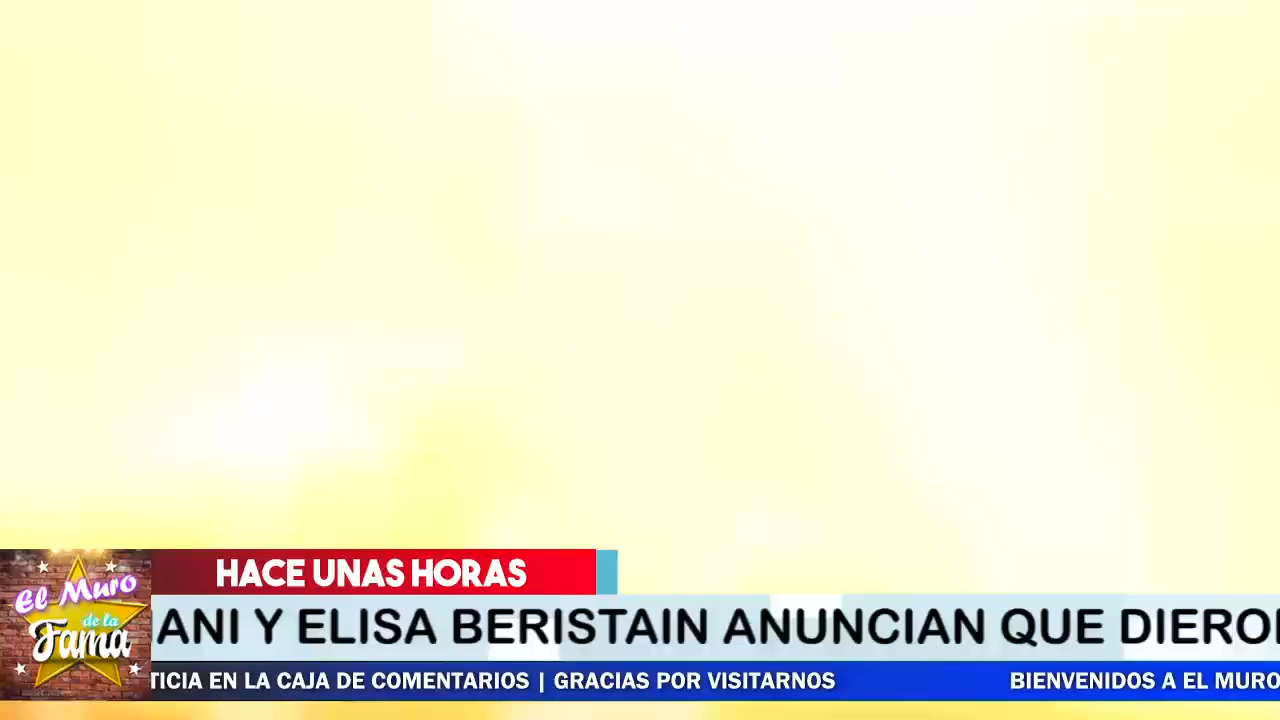 HACE UNAS HORAS
El Muro
de la
Fama
ANI Y ELISA BERISTAIN ANUNCIAN QUE DIERO
TICIA EN LA CAJA DE COMENTARIOS | GRACIAS POR VISITARNOS BIENVENIDOS A EL MURO